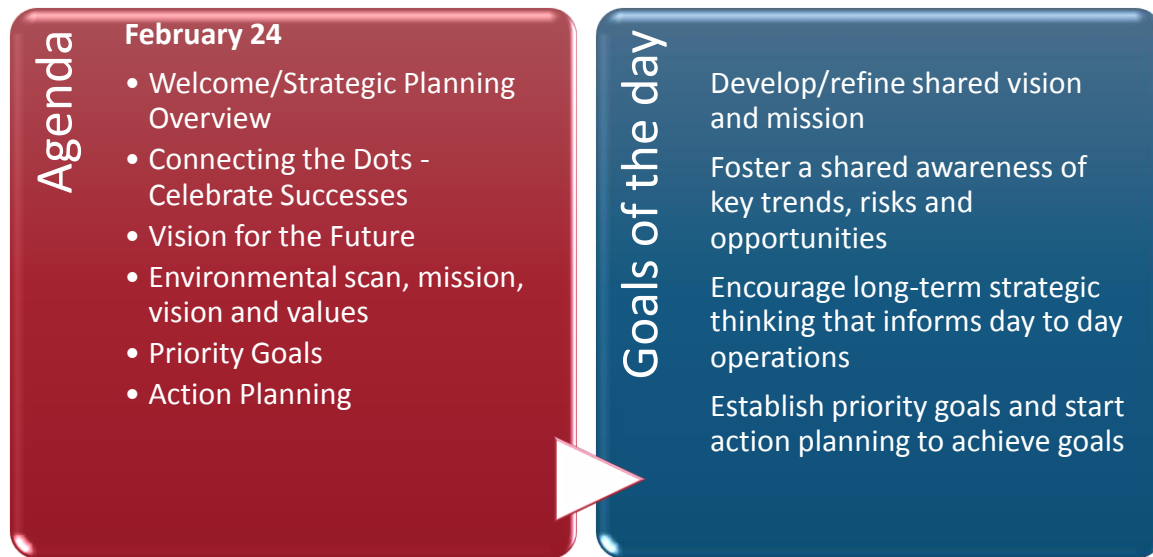 Agenda
February 24
• Welcome/Strategic Planning
Overview
• Connecting the Dots -
Celebrate Successes
• Vision for the Future
• Environmental scan, mission,
vision and values
• Priority Goals
• Action Planning
Goals of the day
Develop/refine shared vision
and mission
Foster a shared awareness of
key trends, risks and
opportunities
Encourage long-term strategic
thinking that informs day to day
operations
Establish priority goals and start
action planning to achieve goals